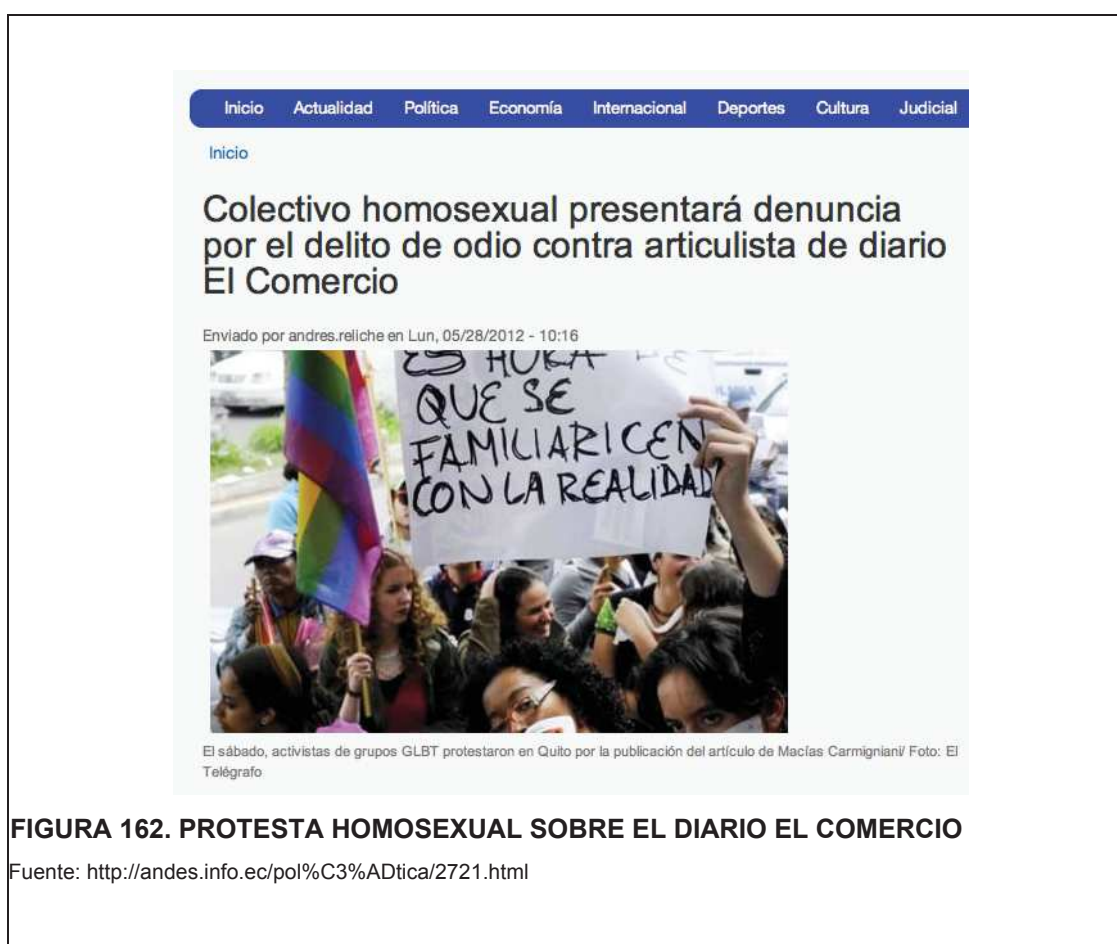 Inicio Actualidad Política Economía Internacional Deportes Cultura Judicial
Inicio
Colectivo homosexual presentará denuncia
por el delito de odio contra articulista de diario
El Comercio
Enviado por andres.reliche en Lun, 05/28/2012 - 10:16
ES HORA DE
QUE SE
FAMILIARICEN
CON LA REALIDAD
El sábado, activistas de grupos GLBT protestaron en Quito por la publicación del artículo de Macías Carmigniani/ Foto: El
Telégrafo
FIGURA 162. PROTESTA HOMOSEXUAL SOBRE EL DIARIO EL COMERCIO
Fuente: http://andes.info.ec/pol%C3%ADtica/2721.html